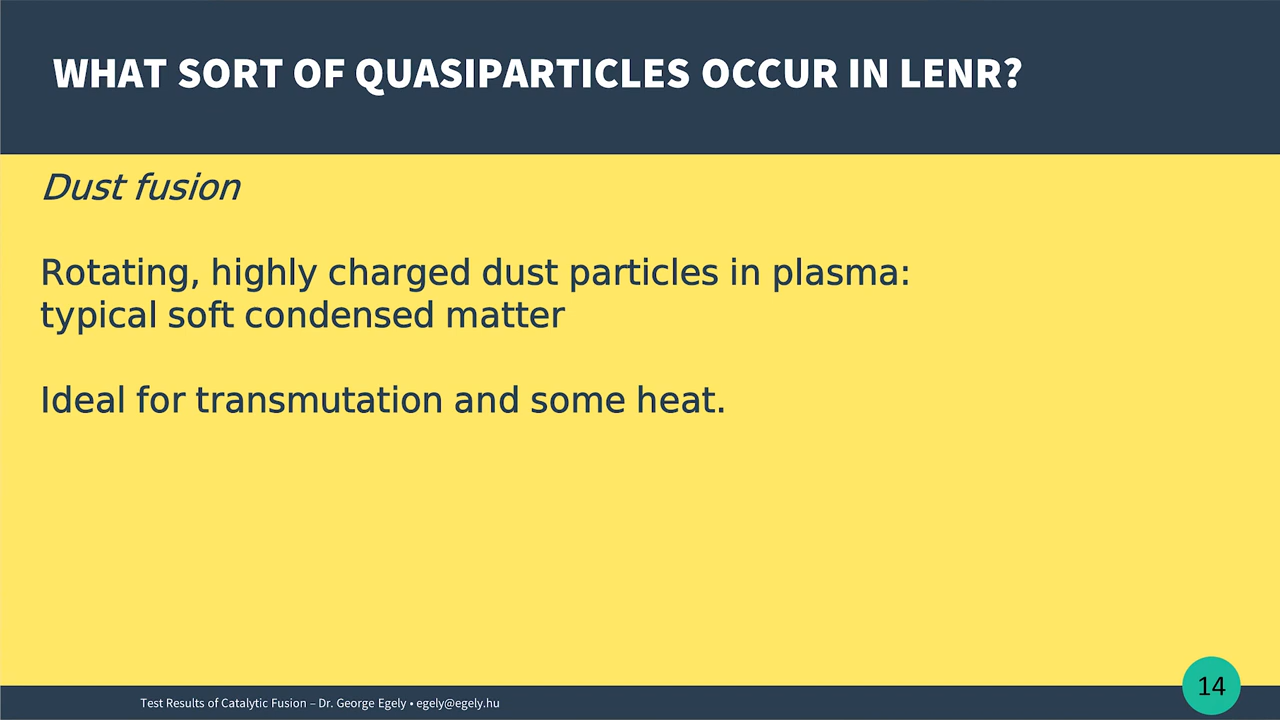 WHAT SORT OF QUASIPARTICLES OCCUR IN LENR?
Dust fusion
Rotating, highly charged dust particles in plasma:
typical soft condensed matter
Ideal for transmutation and some heat.
Test Results of Catalytic Fusion – Dr. George Egely • egely@egely.hu
14